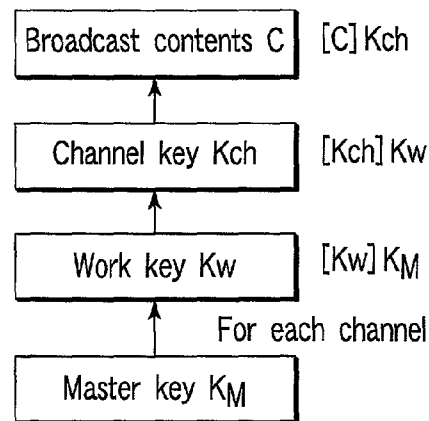 Broadcast contents C [C] Kch
Channel key Kch [Kch] Kw
Work key Kw [Kw] KM
For each channel
Master key KM